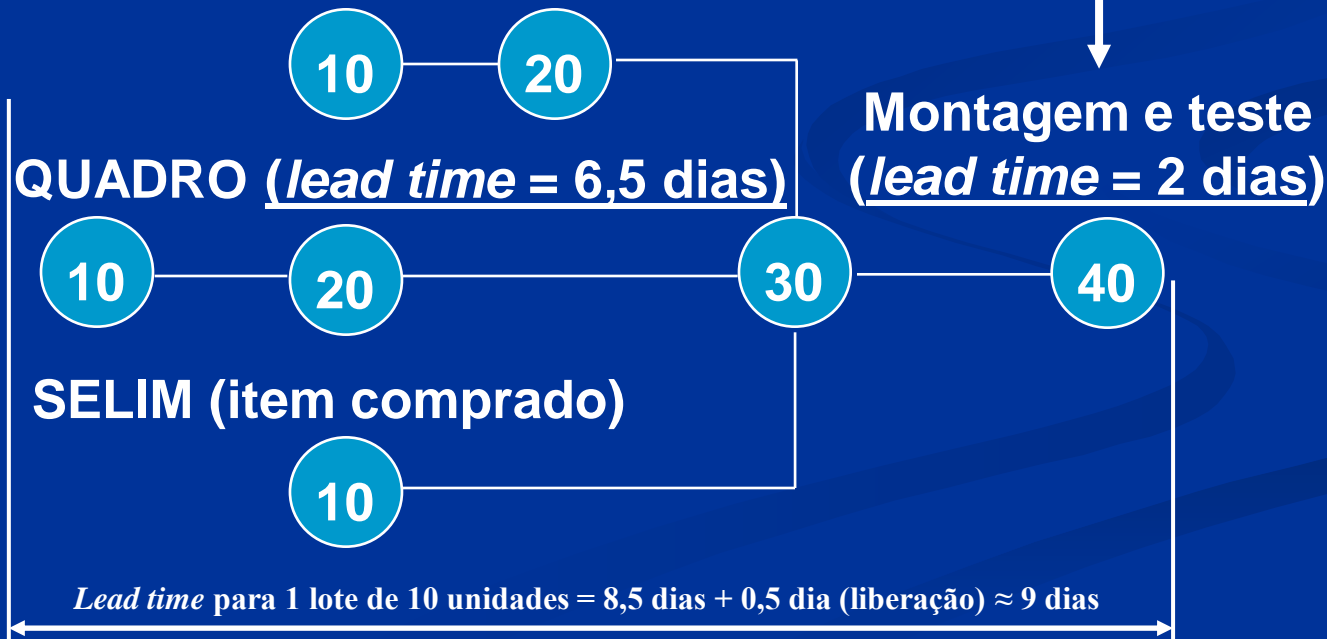 10 20
Montagem e teste
QUADRO (lead time = 6,5 dias) (lead time = 2 dias)
10 20 30 40
SELIM (item comprado)
10
Lead time para 1 lote de 10 unidades = 8,5 dias + 0,5 dia (liberação) ≈ 9 dias